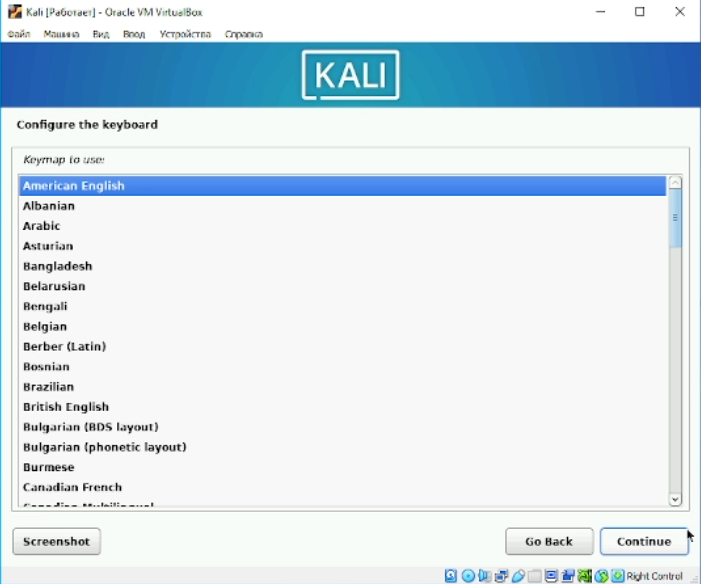 Kali [Работает] - Oracle VM VirtualBox
Файл Машина Вид Ввод Устройства Справка
KALI
Configure the keyboard
Keymap to use:
American English
Albanian
Arabic
Asturian
Bangladesh
Belarusian
Bengali
Belgian
Berber (Latin)
Bosnian
Brazilian
British English
Bulgarian (BDS layout)
Bulgarian (phonetic layout)
Burmese
Canadian French
Canadian Multilingual
Screenshot Go Back Continue
Right Control